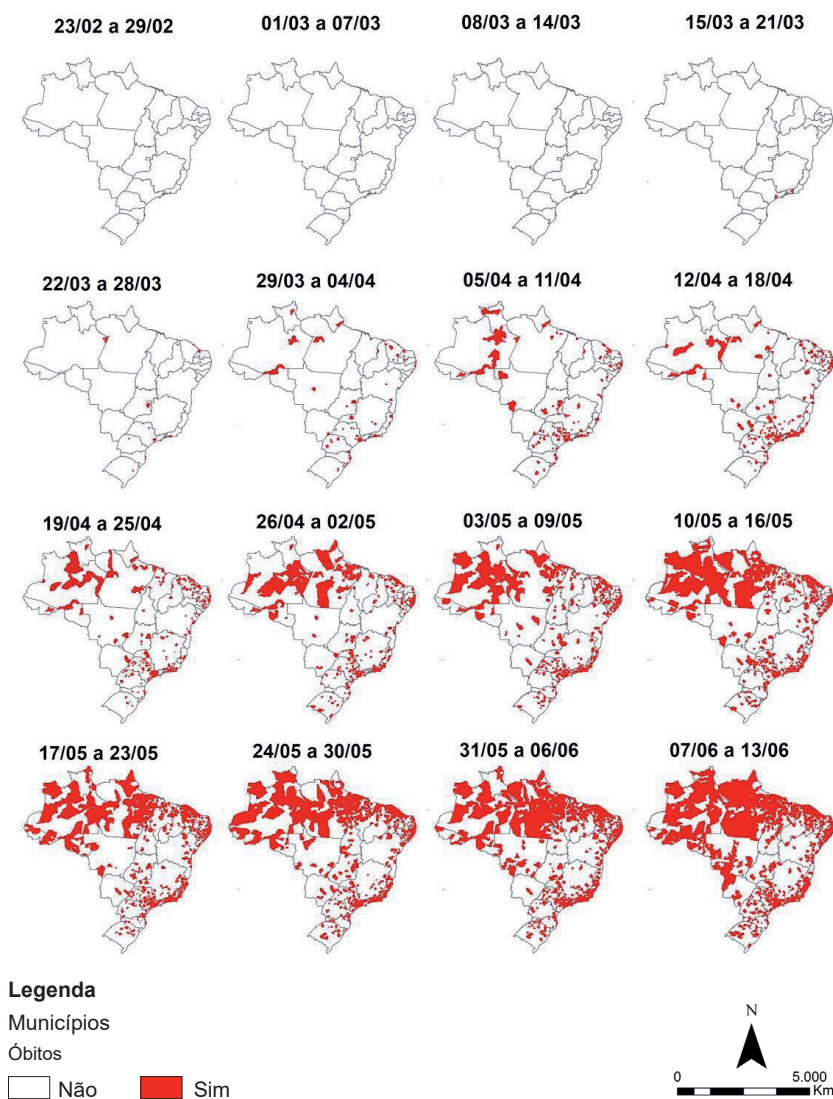 23/02 a 29/02
01/03 a 07/03
08/03 a 14/03
15/03 a 21/03
22/03 a 28/03
29/03 a 04/04
05/04 a 11/04
12/04 a 18/04
19/04 a 25/04
26/04 a 02/05
03/05 a 09/05
10/05 a 16/05
17/05 a 23/05
24/05 a 30/05
31/05 a 06/06
07/06 a 13/06
Legenda
Municípios
Óbitos
Não
Sim
N
0 5.000
Km